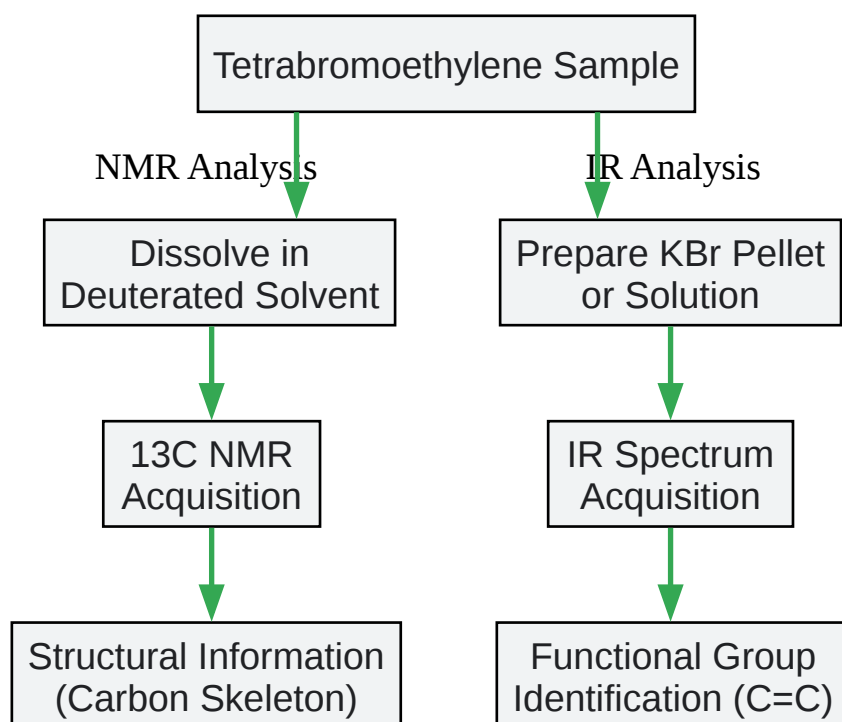 Tetrabromoethylene Sample
NMR Analysis
IR Analysis
Dissolve in
Deuterated Solvent
Prepare KBr Pellet
or Solution
13C NMR
Acquisition
IR Spectrum
Acquisition
Structural Information
(Carbon Skeleton)
Functional Group
Identification (C=C)